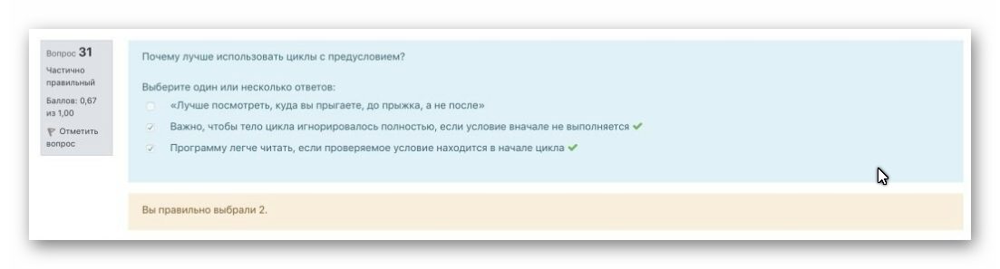 Вопрос 31
Частично
правильный
Баллов: 0,67
из 1,00
Отметить
вопрос
Почему лучше использовать циклы с предусловием?
Выберите один или несколько ответов:
«Лучше посмотреть, куда вы прыгаете, до прыжка, а не после»
Важно, чтобы тело цикла игнорировалось полностью, если условие вначале не выполняется
Программу легче читать, если проверяемое условие находится в начале цикла
Вы правильно выбрали 2.